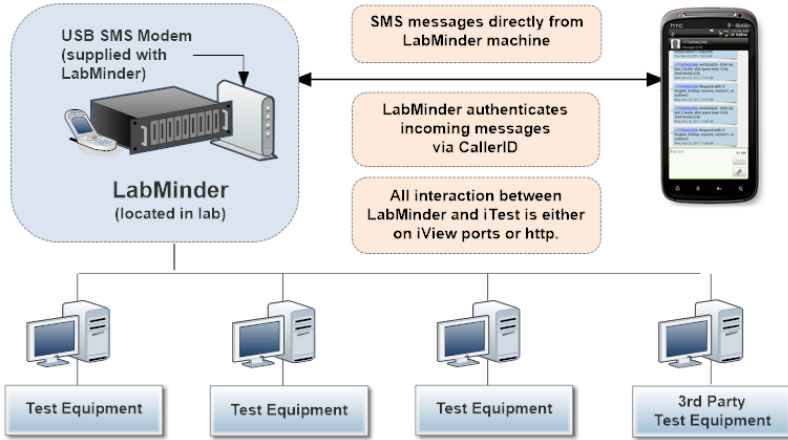 USB SMS Modem
(supplied with
LabMinder)
LabMinder
(located in lab)
SMS messages directly from
LabMinder machine
LabMinder authenticates
incoming messages
via CallerID
All interaction between
LabMinder and iTest is either
on iView ports or http.
hTC
Test Equipment
Test Equipment
Test Equipment
3rd Party
Test Equipment